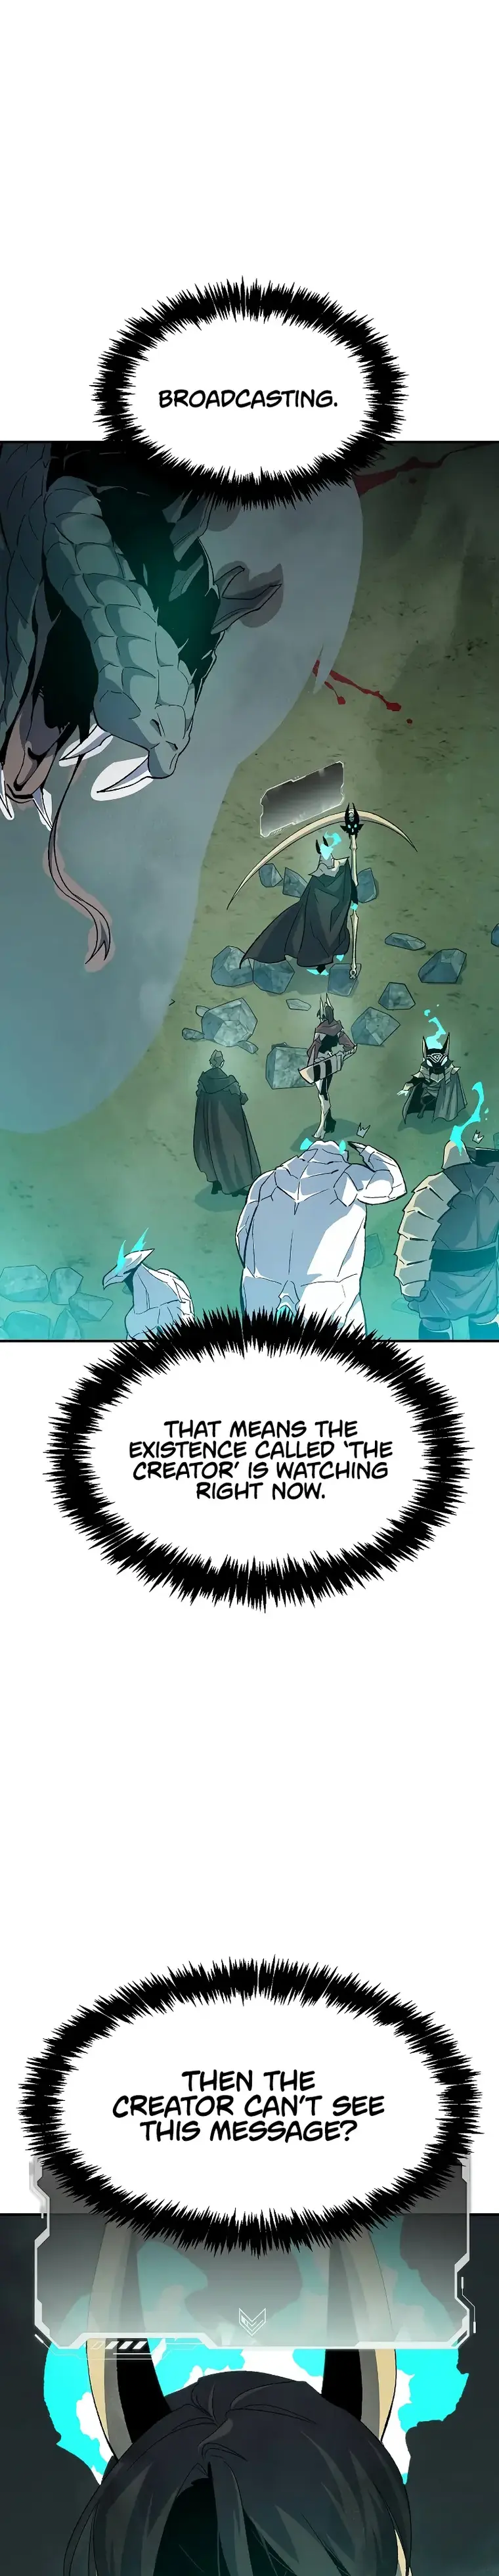 BROADCASTING.
THAT MEANS THE
EXISTENCE CALLED 'THE
CREATOR' IS WATCHING
RIGHT NOW.
THEN THE
CREATOR CAN'T SEE
THIS MESSAGE?